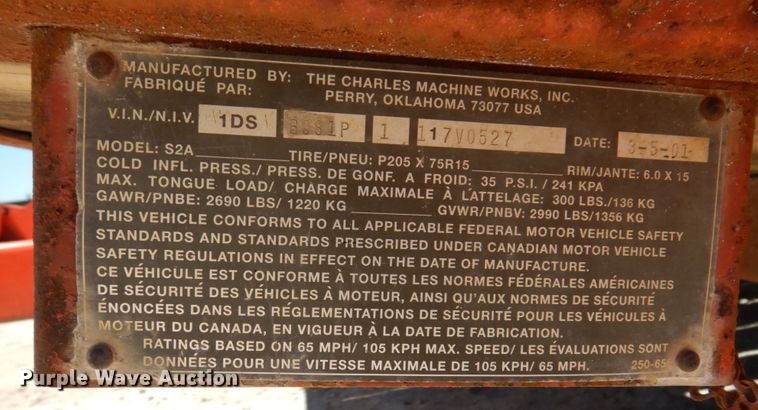 MANUFACTURED BY: THE CHARLES MACHINE WORKS, INC.
FABRIQUÉ PAR: PERRY, OKLAHOMA 73077 USA
V.I.N./N.I.V. 1DS 1 117V0527 DATE: 3-5-01
MODEL: S2A TIRE/PNEU: P205 X 75R15 RIM/JANTE: 6.0 X 15
COLD INFL. PRESS./ PRESS. DE GONF. A FROID: 35 P.S.I. / 241 KPA
MAX. TONGUE LOAD/ CHARGE MAXIMALE À L'ATTELAGE: 300 LBS./136 KG
GAWR/PNBE: 2690 LBS/ 1220 KG GVWR/PNBV: 2990 LBS/1356 KG
THIS VEHICLE CONFORMS TO ALL APPLICABLE FEDERAL MOTOR VEHICLE SAFETY
STANDARDS AND STANDARDS PRESCRIBED UNDER CANADIAN MOTOR VEHICLE
SAFETY REGULATIONS IN EFFECT ON THE DATE OF MANUFACTURE.
CE VÉHICULE EST CONFORME À TOUTES LES NORMES FÉDÉRALES AMÉRICAINES
DE SÉCURITÉ DES VÉHICLES À MOTEUR, AINSI QU'AUX NORMES DE SÉCURITÉ
ÉNONCÉES DANS LES RÉGLEMENTATIONS DE SÉCURITÉ POUR LES VÉHICLES À
MOTEUR DU CANADA, EN VIGUEUR À LA DATE DE FABRICATION.
RATINGS BASED ON 65 MPH/ 105 KPH MAX. SPEED/ LES ÉVALUATIONS SONT
DONNÉES POUR UNE VITESSE MAXIMALE DE 105 KPH/ 65 MPH.
Purple Wave Auction